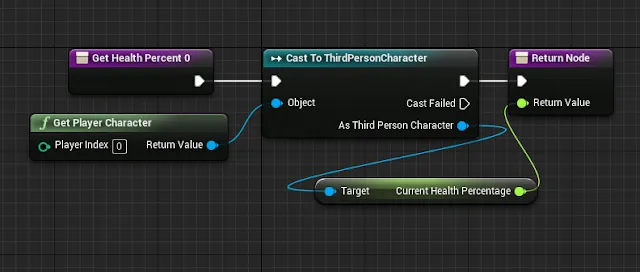 Get Health Percent 0
Cast To ThirdPersonCharacter
Return Node
Object
Cast Failed
Return Value
As Third Person Character
f Get Player Character
Player Index 0
Return Value
Target
Current Health Percentage